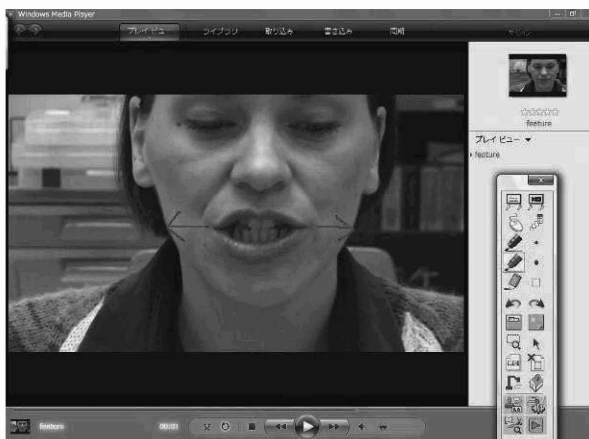 Windows Media Player
プレイ ビュー ライブラリ 取り込み 書き込み 同期
feature
プレイ ビュー
feature
feature 00:01